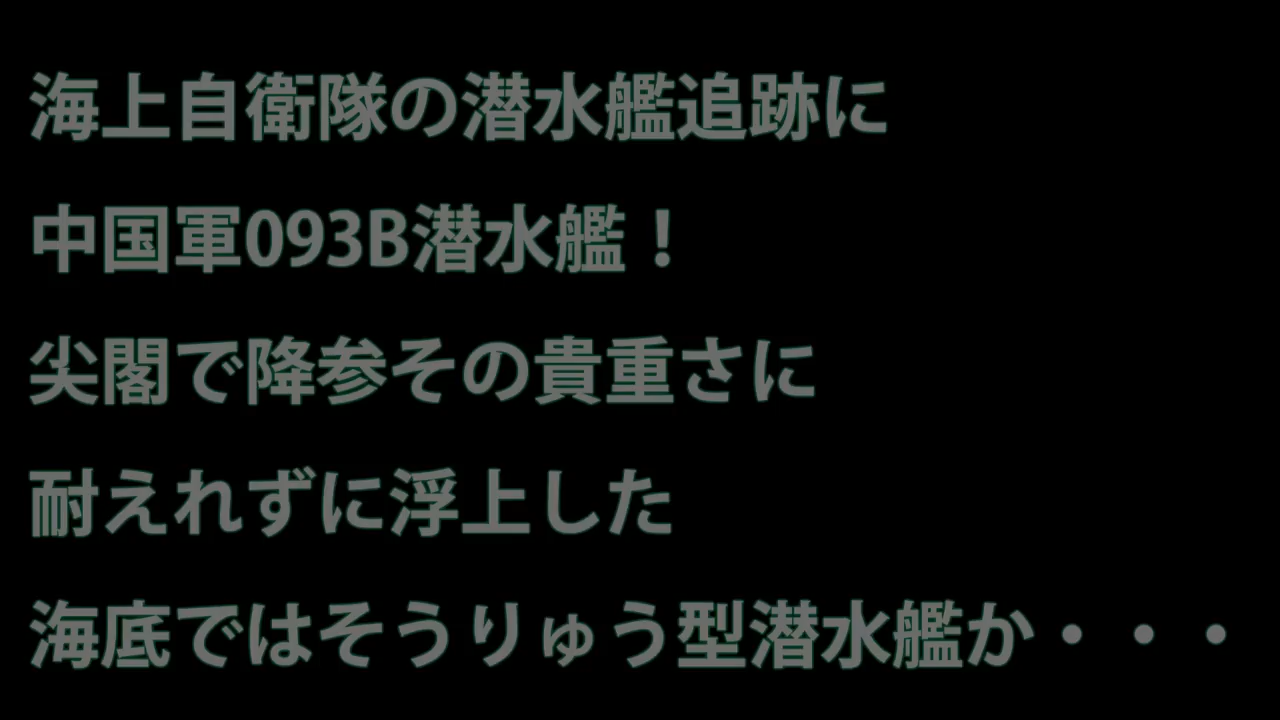 海上自衛隊の潜水艦追跡に
中国軍093B潜水艦！
尖閣で降参その貴重さに
耐えれずに浮上した
海底ではそうりゅう型潜水艦か・・・